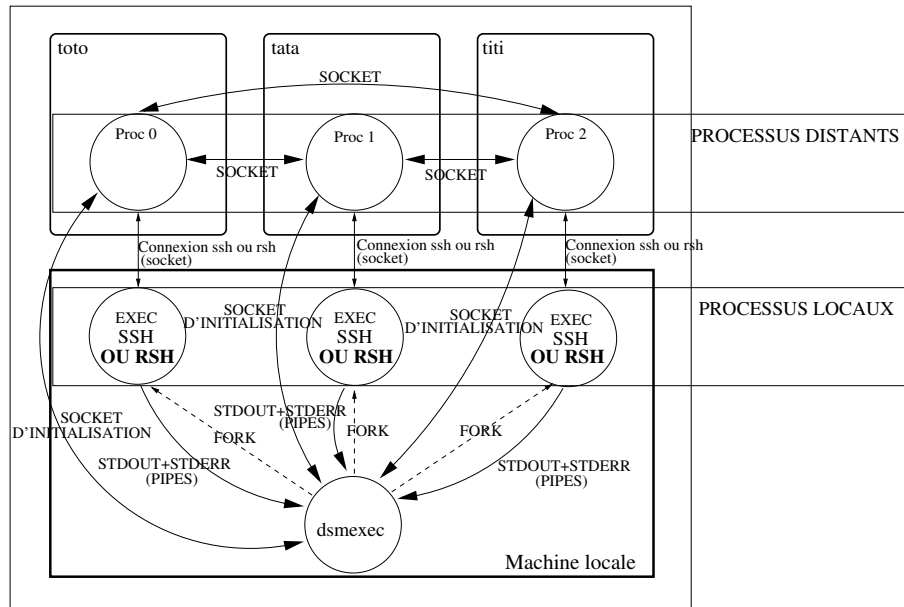 toto
tata
titi
SOCKET
Proc 0
Proc 1
Proc 2
PROCESSUS DISTANTS
SOCKET
SOCKET
Connexion ssh ou rsh
(socket)
Connexion ssh ou rsh
(socket)
Connexion ssh ou rsh
(socket)
EXEC
SSH
OU RSH
SOCKET
D'INITIALISATION
EXEC
SSH
OU RSH
SOCKET
D'INITIALISATION
EXEC
SSH
OU RSH
PROCESSUS LOCAUX
SOCKET
D'INITIALISATION
STDOUT+STDERR
(PIPES)
FORK
STDOUT+STDERR
(PIPES)
FORK
FORK
STDOUT+STDERR
(PIPES)
dsmexec
Machine locale